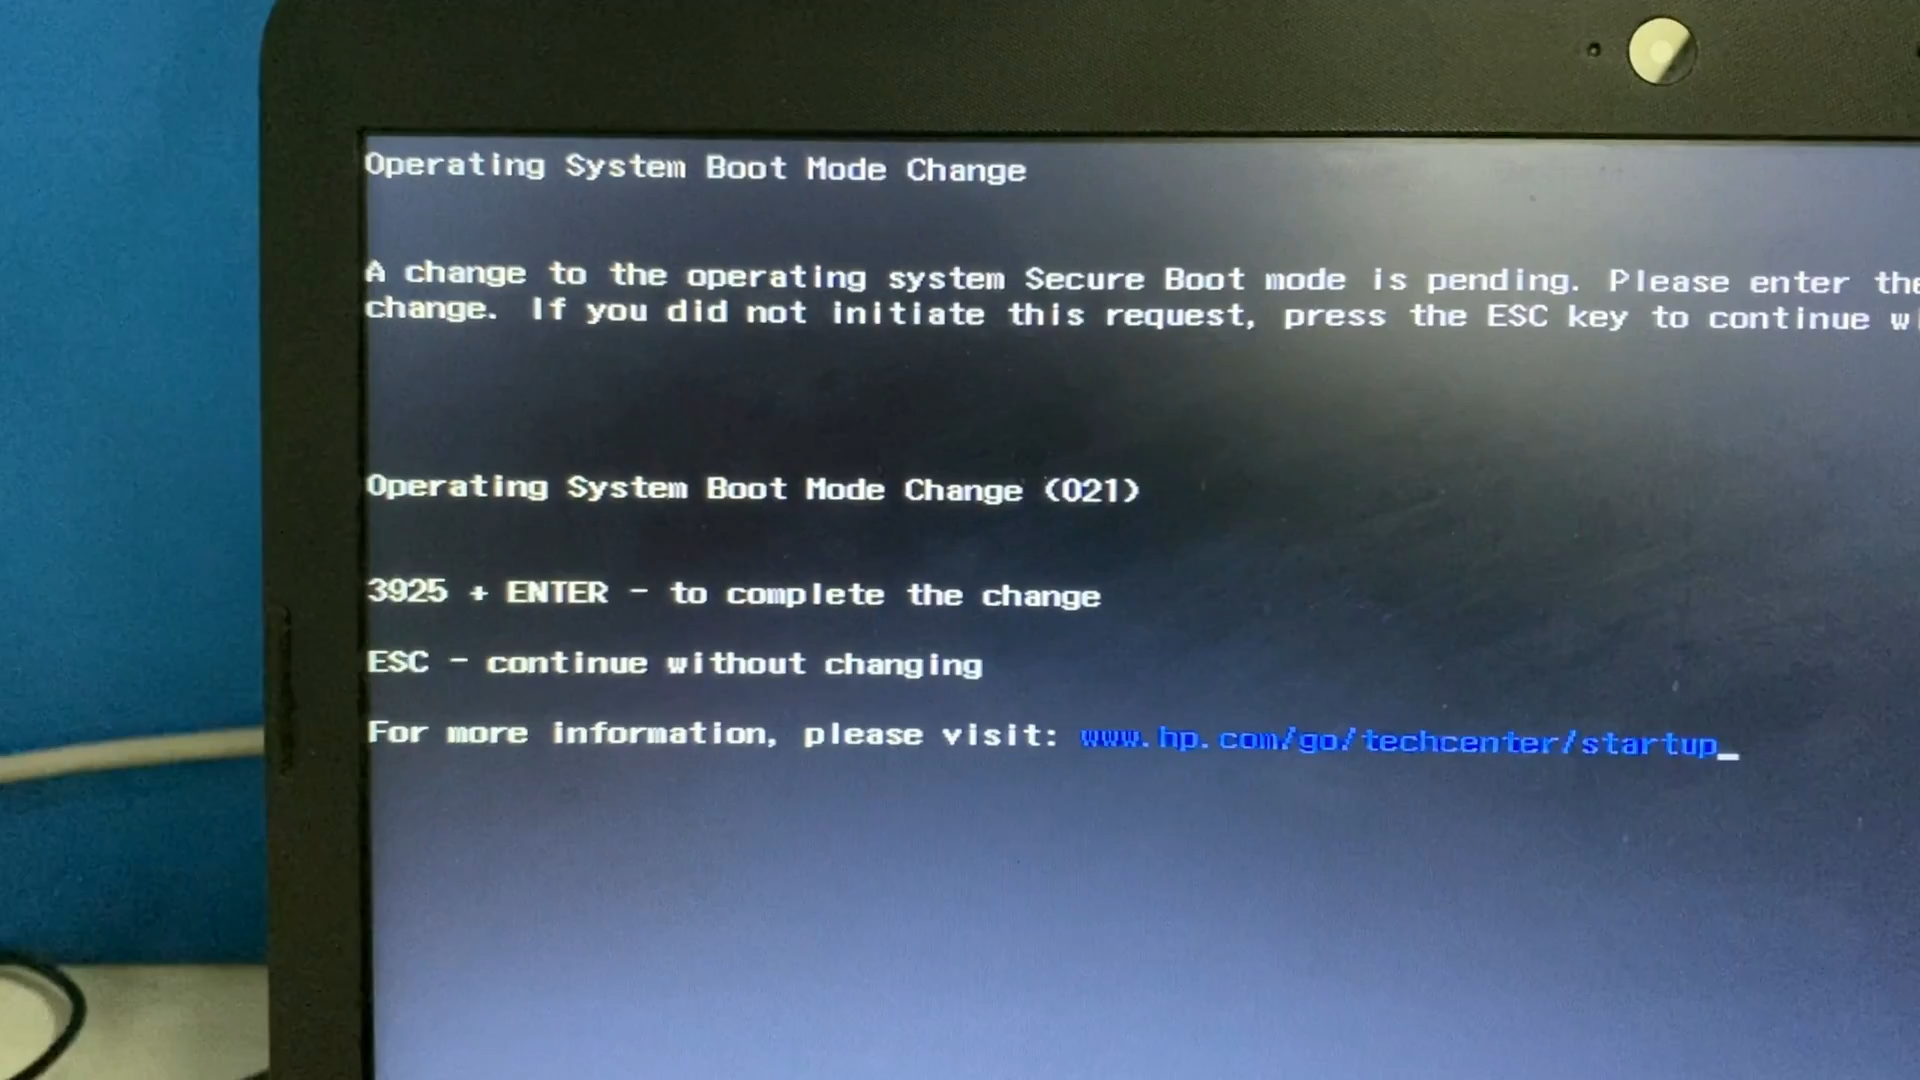 Operating System Boot Mode Change
A change to the operating system Secure Boot mode is pending. Please enter the
change. If you did not initiate this request, press the ESC key to continue
Operating System Boot Mode Change (021)
3925 + ENTER - to complete the change
ESC - continue without changing
For more information, please visit: www.hp.com/go/techcenter/startup